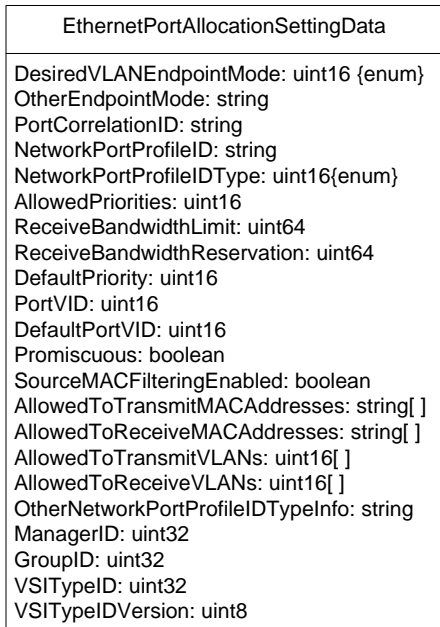 EthernetPortAllocationSettingData
DesiredVLANEndpointMode: uint16 {enum}
OtherEndpointMode: string
PortCorrelationID: string
NetworkPortProfileID: string
NetworkPortProfileIDType: uint16{enum}
AllowedPriorities: uint16
ReceiveBandwidthLimit: uint64
ReceiveBandwidthReservation: uint64
DefaultPriority: uint16
PortVID: uint16
DefaultPortVID: uint16
Promiscuous: boolean
SourceMACFilteringEnabled: boolean
AllowedToTransmitMACAddresses: string[ ]
AllowedToReceiveMACAddresses: string[ ]
AllowedToTransmitVLANs: uint16[ ]
AllowedToReceiveVLANs: uint16[ ]
OtherNetworkPortProfileIDTypeInfo: string
ManagerID: uint32
GroupID: uint32
VSITypeID: uint32
VSITypeIDVersion: uint8